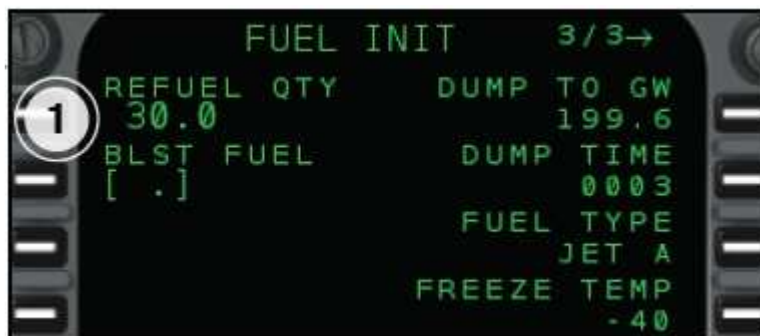 FUEL INIT 3/3→
REFUEL QTY DUMP TO GW
1 30.0 199.6
BLST FUEL DUMP TIME
[ .] 0003
FUEL TYPE
JET A
FREEZE TEMP
-40